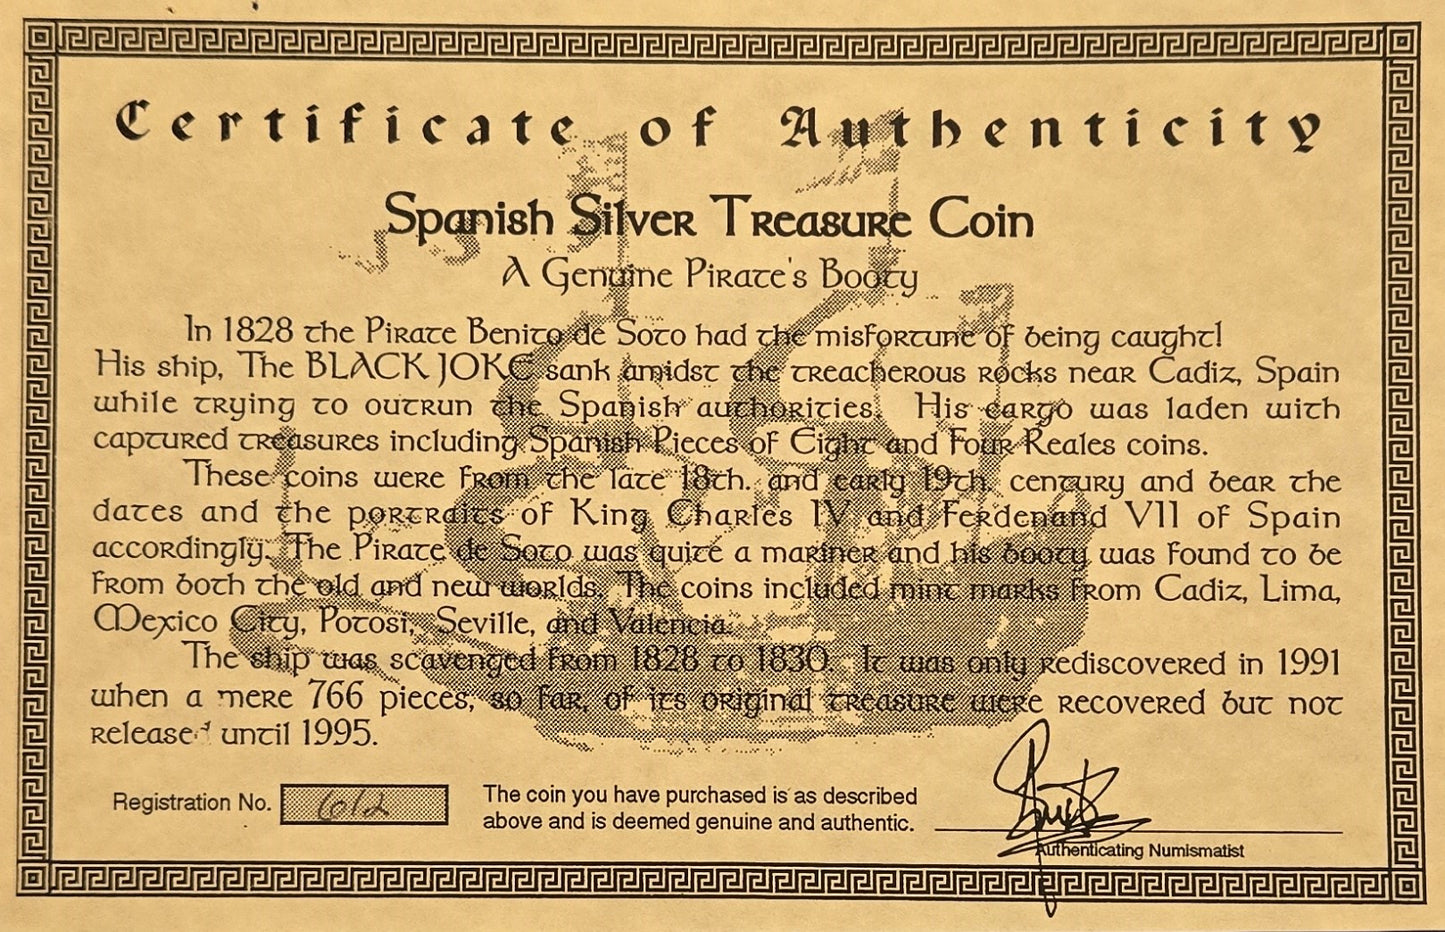 Certificate of Authenticity
Spanish Silver Treasure Coin
A Genuine Pirate's Booty
In 1828 the Pirate Benito de Soto had the misfortune of being caught!
His ship, The BLACK JOKE sank amidst the treacherous rocks near Cadiz, Spain
while trying to outrun the Spanish authorities. His cargo was laden with
captured treasures including Spanish Pieces of Eight and Four Reales coins.
These coins were from the late 18th. and early 19th. century and bear the
dates and the portraits of King Charles IV and Ferdenand VII of Spain
accordingly. The Pirate de Soto was quite a mariner and his booty was found to be
from both the old and new worlds. The coins included mint marks from Cadiz, Lima,
Mexico City, Potosi, Seville, and Valencia.
The ship was scavenged from 1828 to 1830. It was only rediscovered in 1991
when a mere 766 pieces, so far, of its original treasure were recovered but not
released until 1995.
Registration No. 612
The coin you have purchased is as described
above and is deemed genuine and authentic.
Authenticating Numismatist